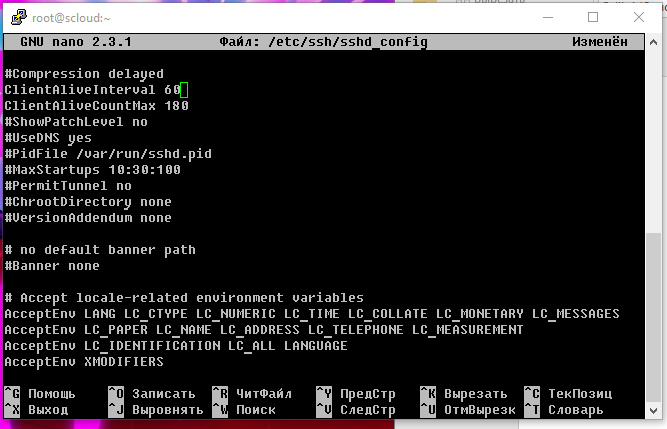 root@scloud:~
GNU nano 2.3.1 Файл: /etc/ssh/sshd_config Изменён
#Compression delayed
ClientAliveInterval 60
ClientAliveCountMax 180
#ShowPatchLevel no
#UseDNS yes
#PidFile /var/run/sshd.pid
#MaxStartups 10:30:100
#PermitTunnel no
#ChrootDirectory none
#VersionAddendum none
# no default banner path
#Banner none
# Accept locale-related environment variables
AcceptEnv LANG LC_CTYPE LC_NUMERIC LC_TIME LC_COLLATE LC_MONETARY LC_MESSAGES
AcceptEnv LC_PAPER LC_NAME LC_ADDRESS LC_TELEPHONE LC_MEASUREMENT
AcceptEnv LC_IDENTIFICATION LC_ALL LANGUAGE
AcceptEnv XMODIFIERS
^G Помощь ^O Записать ^R ЧитФайл ^Y ПредСтр ^K Вырезать ^C ТекПозиц
^X Выход ^J Выровнять ^W Поиск ^V СледСтр ^U ОтмВырезк ^T Словарь